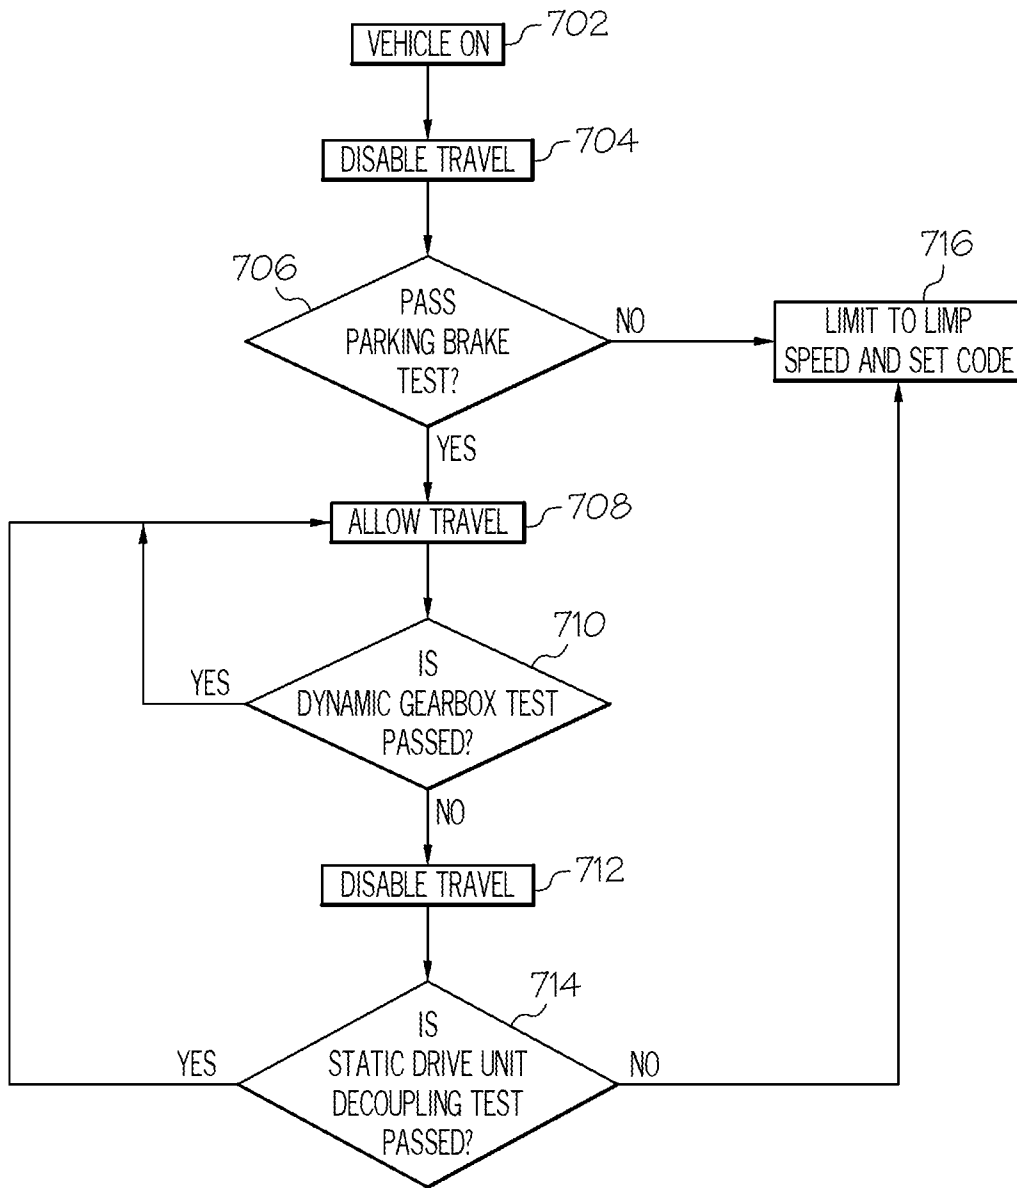 VEHICLE ON
702
DISABLE TRAVEL
704
706
PASS
PARKING BRAKE
TEST?
NO
716
LIMIT TO LIMP
SPEED AND SET CODE
YES
ALLOW TRAVEL
708
710
IS
DYNAMIC GEARBOX TEST
PASSED?
YES
NO
DISABLE TRAVEL
712
714
IS
STATIC DRIVE UNIT
DECOUPLING TEST
PASSED?
YES
NO